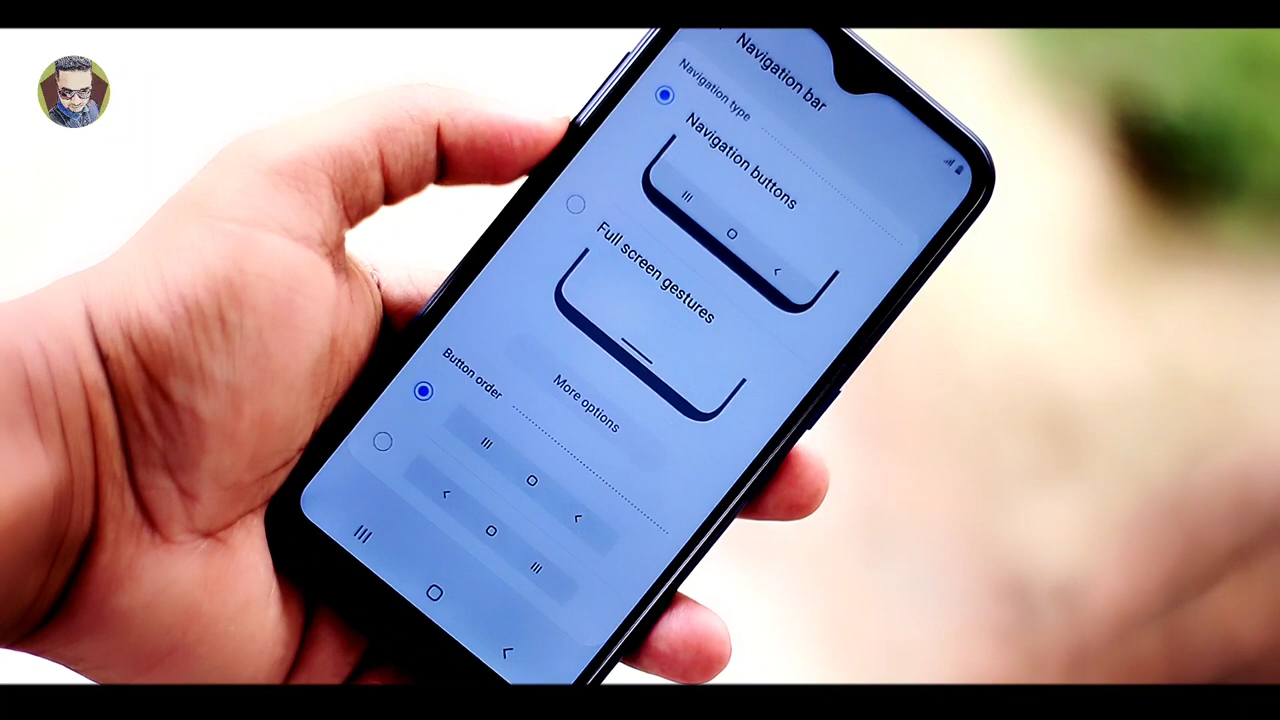 Navigation bar
Navigation type
Navigation buttons
Full screen gestures
More options
Button order